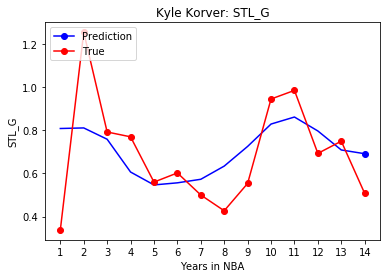 Kyle Korver: STL_G
Prediction
True
STL_G
1.2
1.0
0.8
0.6
0.4
1 2 3 4 5 6 7 8 9 10 11 12 13 14
Years in NBA